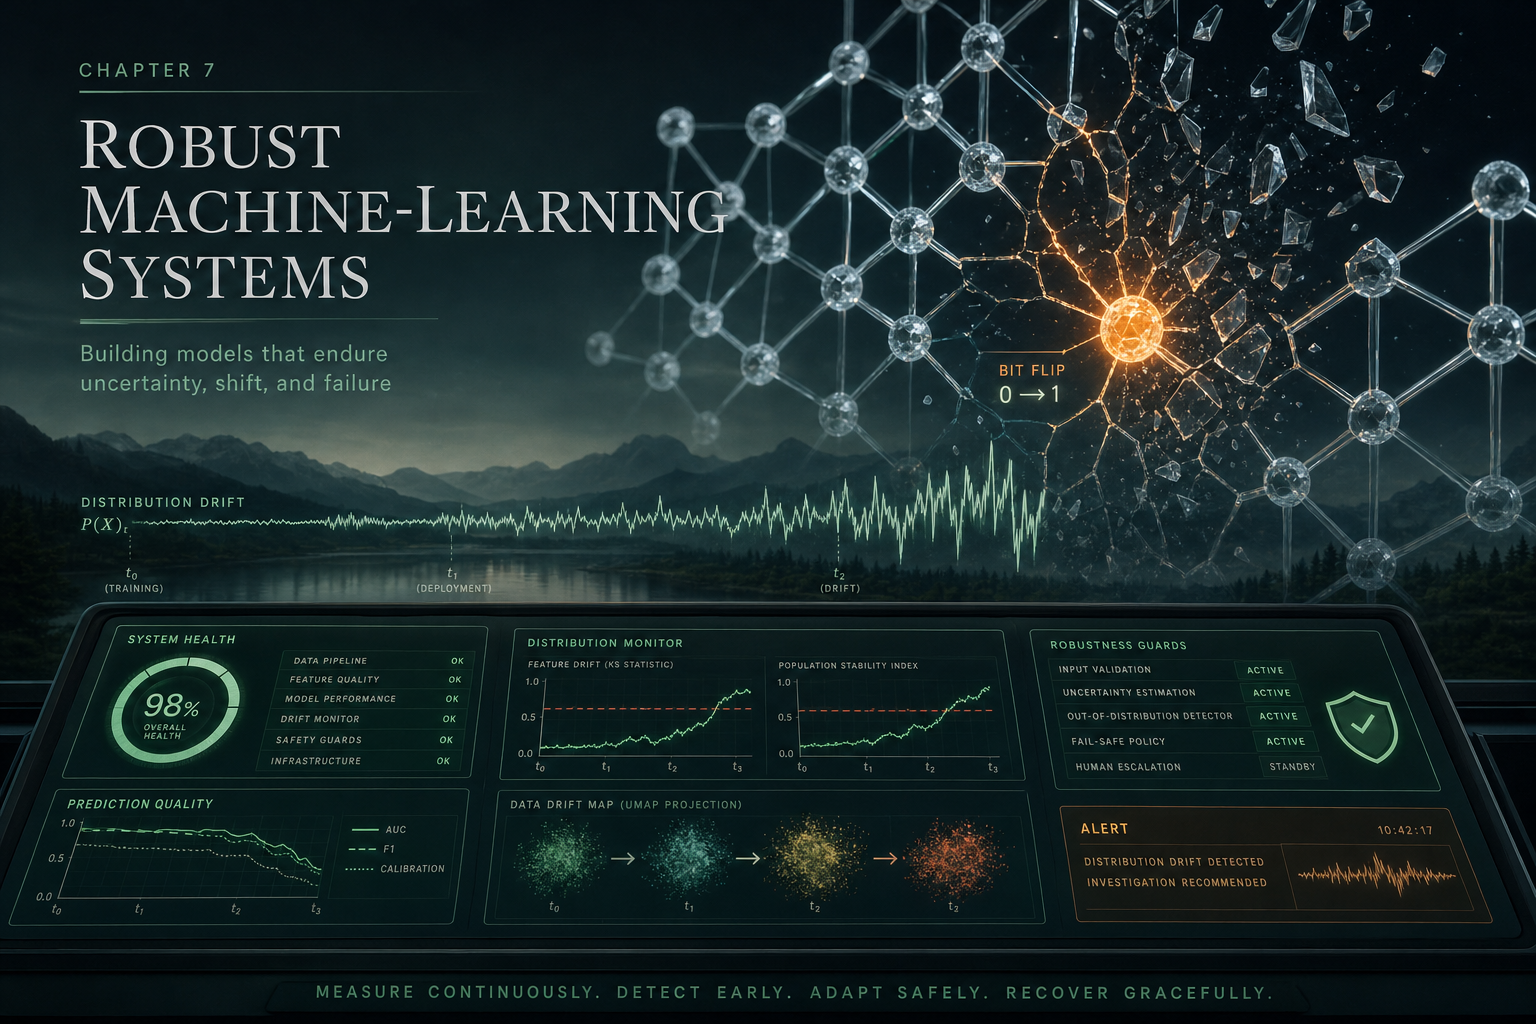 CHAPTER 7
ROBUST
MACHINE-LEARNING
SYSTEMS
Building models that endure
uncertainty, shift, and failure
BIT FLIP
0 → 1
DISTRIBUTION DRIFT
P(X)t
t0
(TRAINING)
t1
(DEPLOYMENT)
t2
(DRIFT)
SYSTEM HEALTH
98%
OVERALL
HEALTH
DATA PIPELINE OK
FEATURE QUALITY OK
MODEL PERFORMANCE OK
DRIFT MONITOR OK
SAFETY GUARDS OK
INFRASTRUCTURE OK
PREDICTION QUALITY
1.0
0.5
0.0
t0 t1 t2 t3
AUC
F1
CALIBRATION
DISTRIBUTION MONITOR
FEATURE DRIFT (KS STATISTIC)
1.0
0.5
0.0
t0 t1 t2 t3
POPULATION STABILITY INDEX
1.0
0.5
0.0
t0 t1 t2 t3
DATA DRIFT MAP (UMAP PROJECTION)
t0 → t1 → t2 → t3
ROBUSTNESS GUARDS
INPUT VALIDATION ACTIVE
UNCERTAINTY ESTIMATION ACTIVE
OUT-OF-DISTRIBUTION DETECTOR ACTIVE
FAIL-SAFE POLICY ACTIVE
HUMAN ESCALATION STANDBY
ALERT 10:42:17
DISTRIBUTION DRIFT DETECTED
INVESTIGATION RECOMMENDED
MEASURE CONTINUOUSLY. DETECT EARLY. ADAPT SAFELY. RECOVER GRACEFULLY.